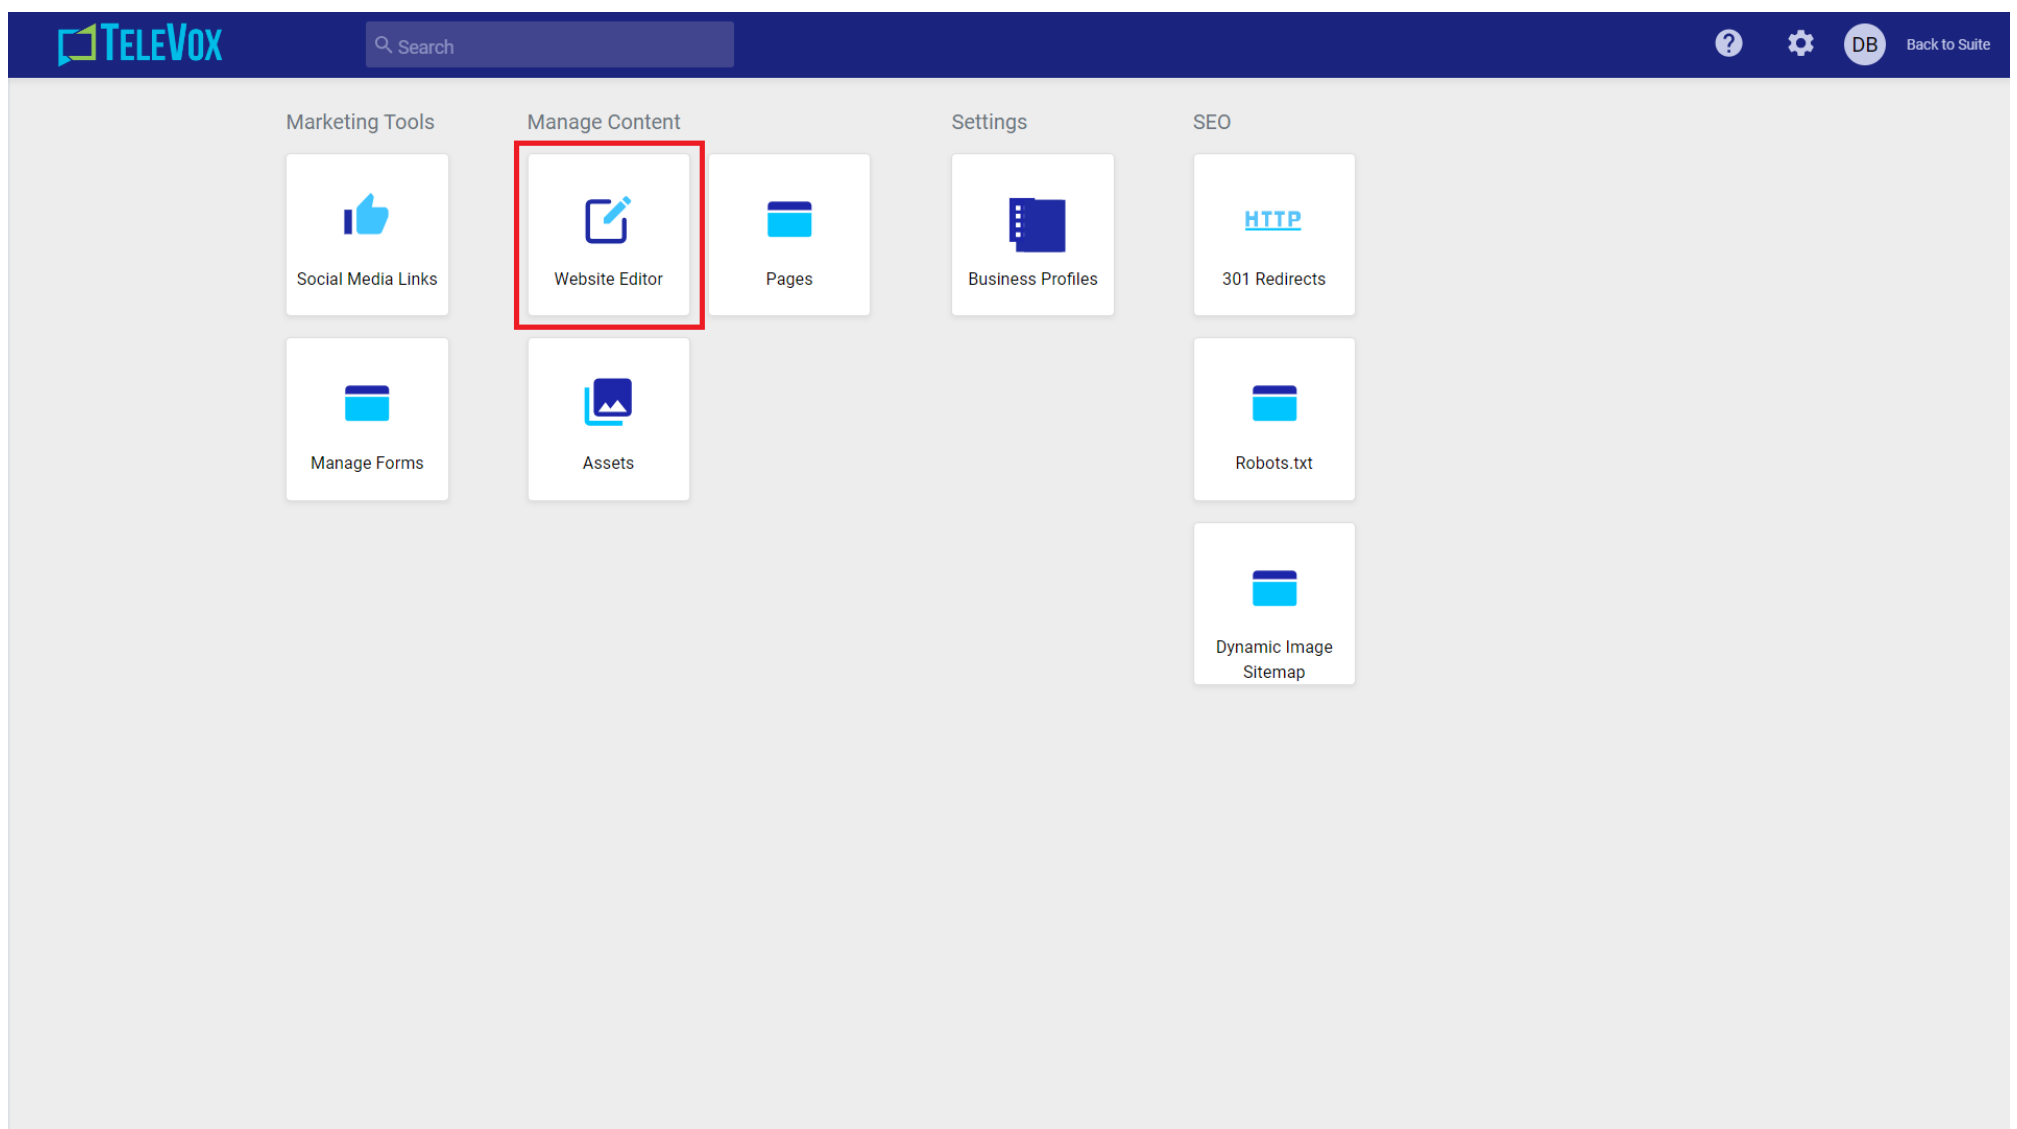 TELEVOX
Search
DB
Back to Suite
Marketing Tools
Manage Content
Settings
SEO
Social Media Links
Website Editor
Pages
Business Profiles
HTTP
301 Redirects
Manage Forms
Assets
Robots.txt
Dynamic Image
Sitemap